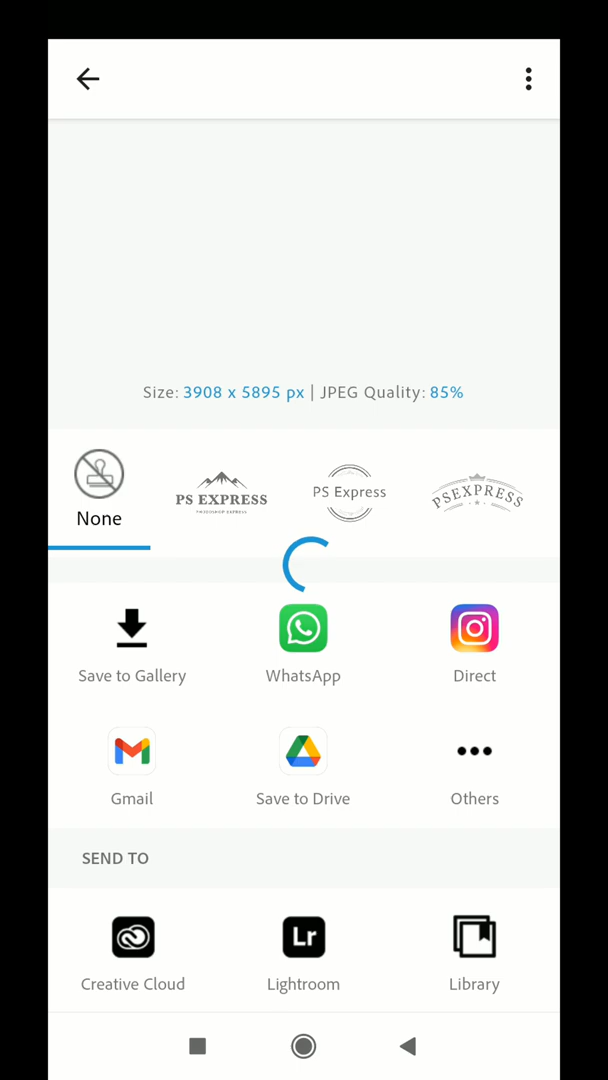 Size: 3908 x 5895 px | JPEG Quality: 85%
None
PS EXPRESS
PHOTOSHOP EXPRESS
PS Express
PSEXPRESS
Save to Gallery
WhatsApp
Direct
Gmail
Save to Drive
Others
SEND TO
Lr
Creative Cloud
Lightroom
Library